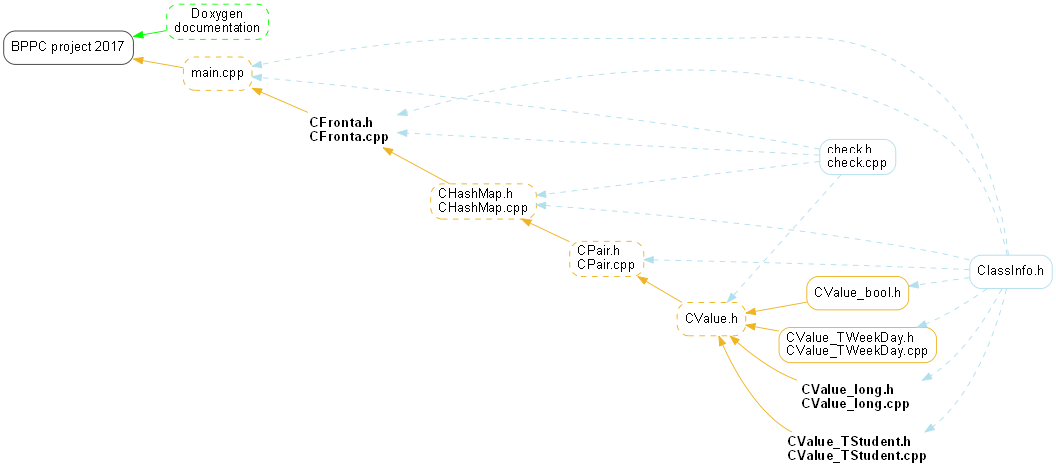 Doxygen
documentation
BPPC project 2017
main.cpp
CFronta.h
CFronta.cpp
check.h
check.cpp
CHashMap.h
CHashMap.cpp
CPair.h
CPair.cpp
ClassInfo.h
CValue_bool.h
CValue.h
CValue_TWeekDay.h
CValue_TWeekDay.cpp
CValue_long.h
CValue_long.cpp
CValue_TStudent.h
CValue_TStudent.cpp